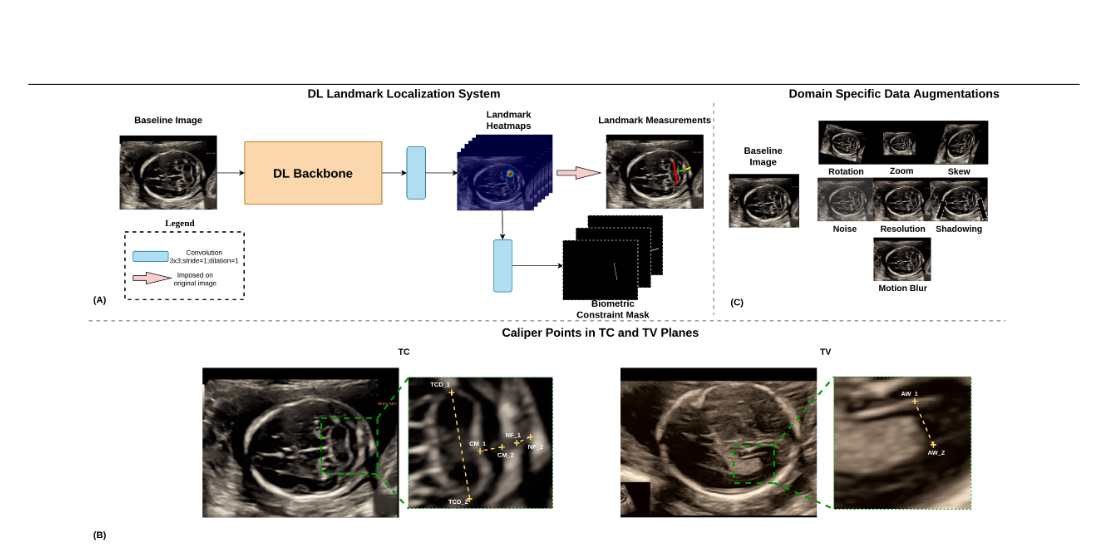 DL Landmark Localization System
Baseline Image
DL Backbone
Landmark
Heatmaps
Landmark Measurements
Legend
Convolution
3x3;stride=1;dilation=1
Imposed on
original image
Biometric
Constraint Mask
(A)
Domain Specific Data Augmentations
Baseline
Image
Rotation
Zoom
Skew
Noise
Resolution
Shadowing
Motion Blur
(C)
Caliper Points in TC and TV Planes
TC
TCD_1
CM_1
CM_2
NF_1
NF_2
TCD_2
TV
AW_1
AW_2
(B)